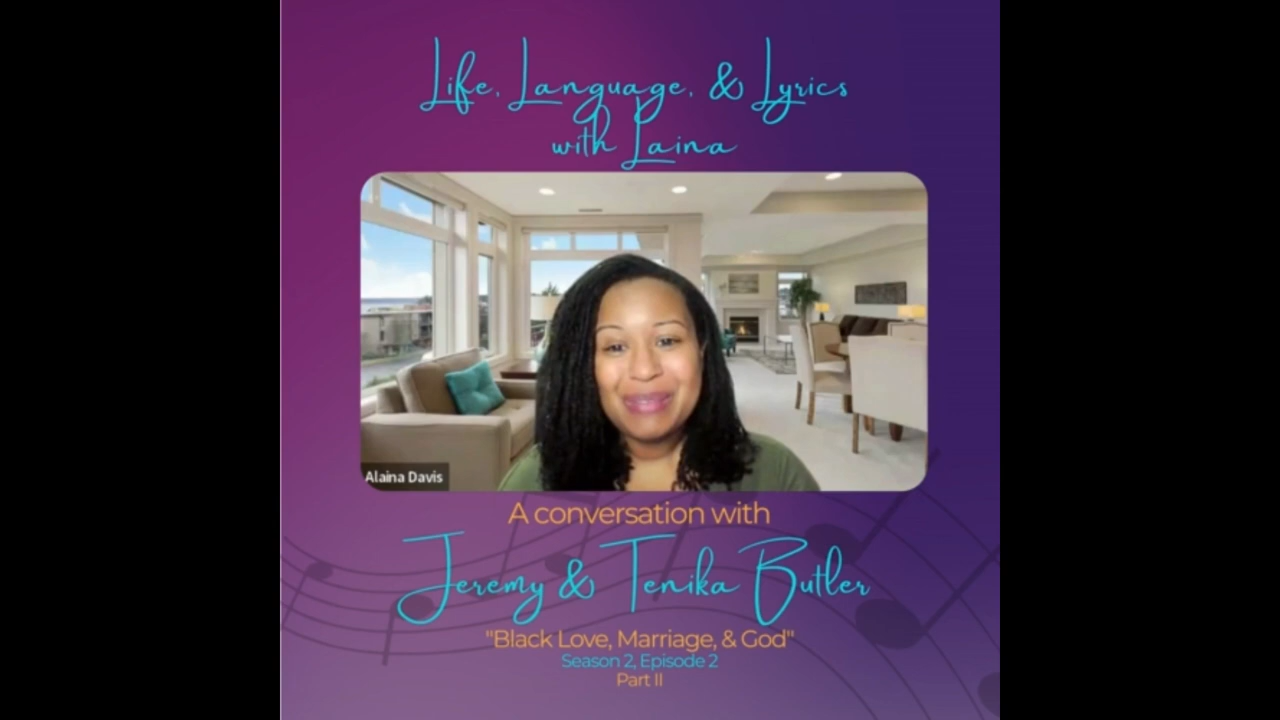 Life, Language, & Lyrics
with Laina
Alaina Davis
A conversation with
Jeremy & Tenika Butler
"Black Love, Marriage, & God"
Season 2, Episode 2
Part II